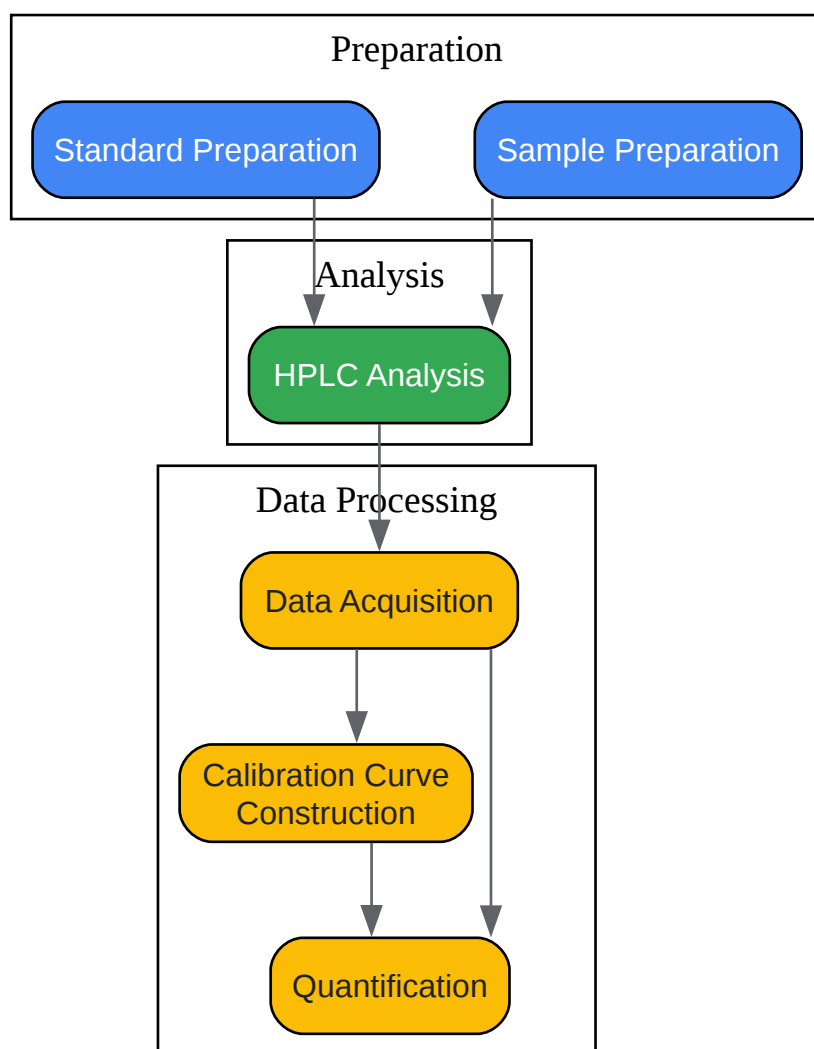 Preparation
Standard Preparation
Sample Preparation
Analysis
HPLC Analysis
Data Processing
Data Acquisition
Calibration Curve
Construction
Quantification